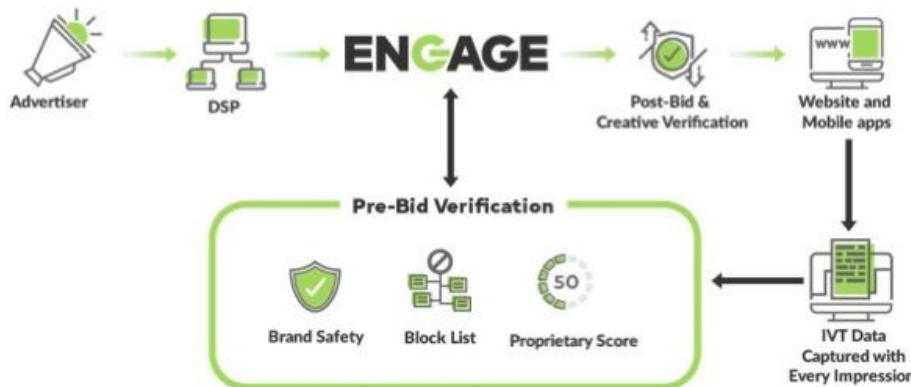 Advertiser
DSP
ENGAGE
Post-Bid &
Creative Verification
www
Website and
Mobile apps
Pre-Bid Verification
Brand Safety
Block List
50
Proprietary Score
IVT Data
Captured with
Every Impression